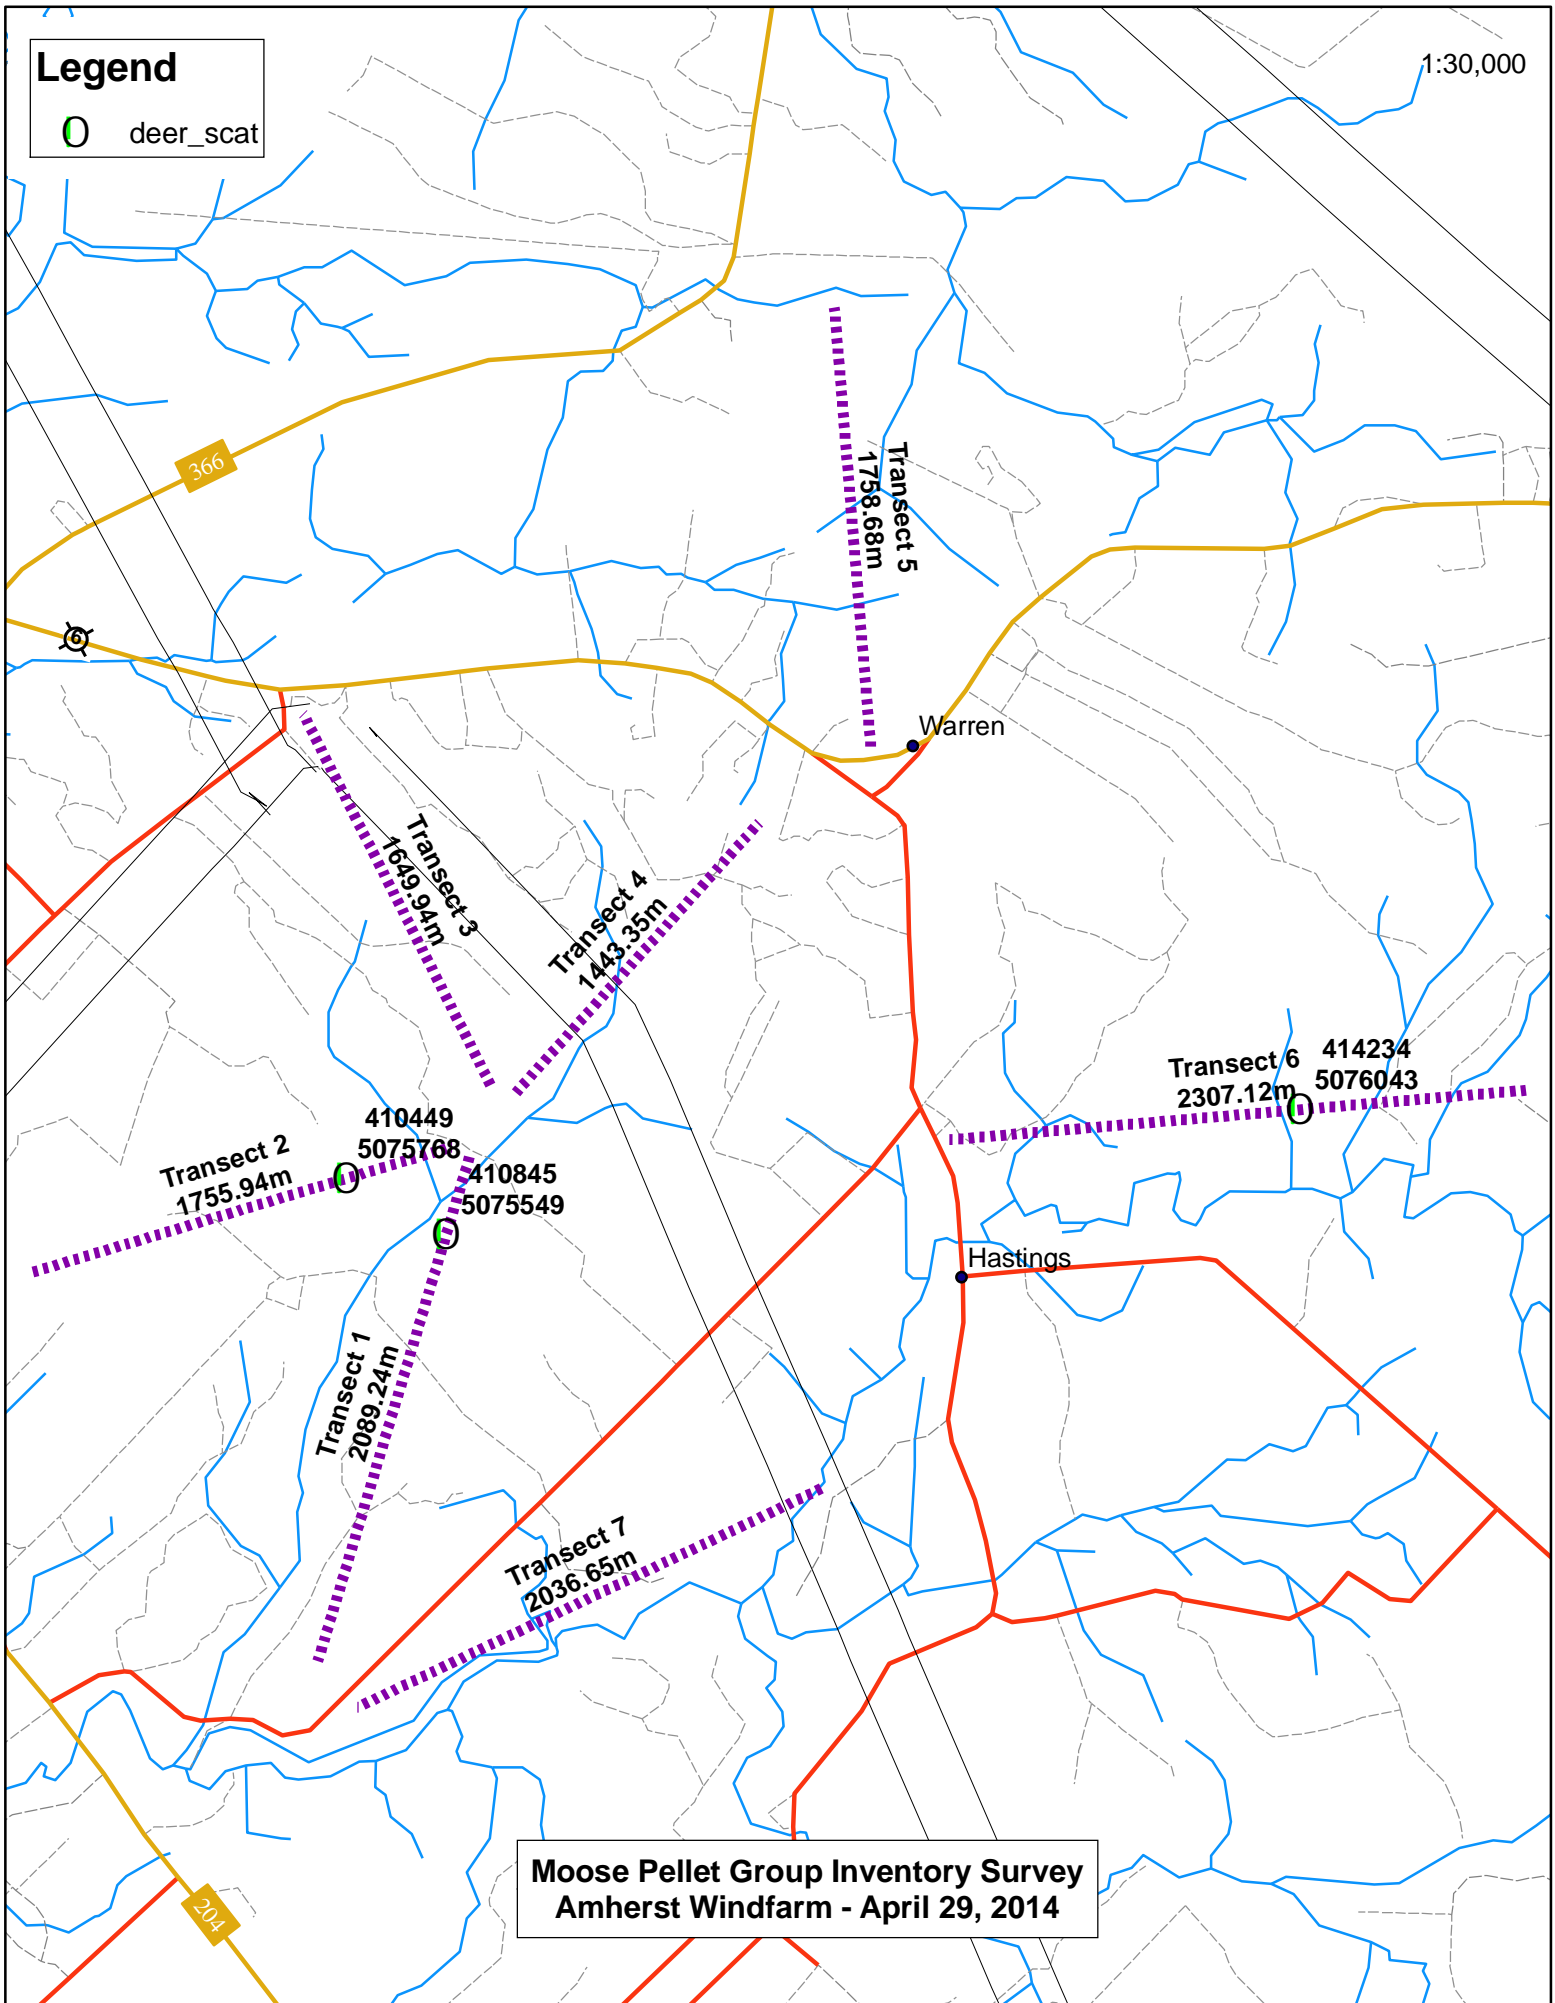 Legend
deer_scat
1:30,000
366
6
Transect 5
1758.68m
Warren
Transect 3
1649.94m
Transect 4
1443.35m
Transect 6
2307.12m
414234
5076043
410449
5075768
Transect 2
1755.94m
410845
5075549
Hastings
Transect 1
2089.24m
Transect 7
2036.65m
204
Moose Pellet Group Inventory Survey
Amherst Windfarm - April 29, 2014